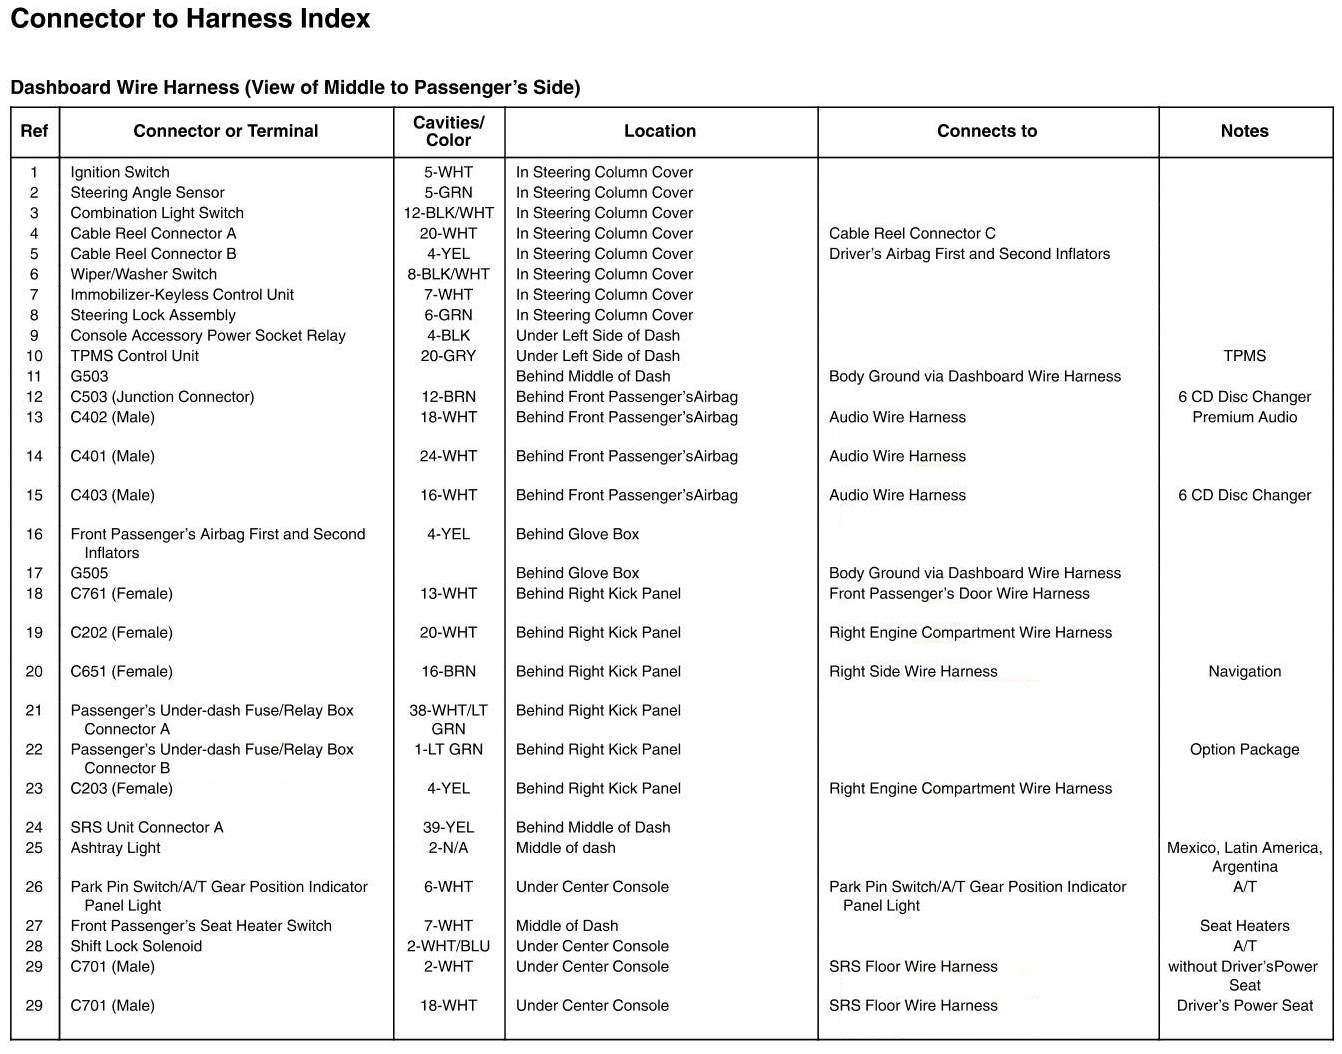 Connector to Harness Index
Dashboard Wire Harness (View of Middle to Passenger's Side)
Ref Connector or Terminal Cavities/ Color Location Connects to Notes
1 Ignition Switch 5-WHT In Steering Column Cover
2 Steering Angle Sensor 5-GRN In Steering Column Cover
3 Combination Light Switch 12-BLK/WHT In Steering Column Cover
4 Cable Reel Connector A 20-WHT In Steering Column Cover Cable Reel Connector C
5 Cable Reel Connector B 4-YEL In Steering Column Cover Driver's Airbag First and Second Inflators
6 Wiper/Washer Switch 8-BLK/WHT In Steering Column Cover
7 Immobilizer-Keyless Control Unit 7-WHT In Steering Column Cover
8 Steering Lock Assembly 6-GRN In Steering Column Cover
9 Console Accessory Power Socket Relay 4-BLK Under Left Side of Dash
10 TPMS Control Unit 20-GRY Under Left Side of Dash TPMS
11 G503 Behind Middle of Dash Body Ground via Dashboard Wire Harness
12 C503 (Junction Connector) 12-BRN Behind Front Passenger'sAirbag 6 CD Disc Changer
13 C402 (Male) 18-WHT Behind Front Passenger'sAirbag Audio Wire Harness Premium Audio
14 C401 (Male) 24-WHT Behind Front Passenger'sAirbag Audio Wire Harness
15 C403 (Male) 16-WHT Behind Front Passenger'sAirbag Audio Wire Harness 6 CD Disc Changer
16 Front Passenger's Airbag First and Second 4-YEL Behind Glove Box
Inflators
17 G505 Behind Glove Box Body Ground via Dashboard Wire Harness
18 C761 (Female) 13-WHT Behind Right Kick Panel Front Passenger's Door Wire Harness
19 C202 (Female) 20-WHT Behind Right Kick Panel Right Engine Compartment Wire Harness
20 C651 (Female) 16-BRN Behind Right Kick Panel Right Side Wire Harness Navigation
21 Passenger's Under-dash Fuse/Relay Box 38-WHT/LT Behind Right Kick Panel
Connector A GRN
22 Passenger's Under-dash Fuse/Relay Box 1-LT GRN Behind Right Kick Panel Option Package
Connector B
23 C203 (Female) 4-YEL Behind Right Kick Panel Right Engine Compartment Wire Harness
24 SRS Unit Connector A 39-YEL Behind Middle of Dash
25 Ashtray Light 2-N/A Middle of dash Mexico, Latin America,
Argentina
26 Park Pin Switch/A/T Gear Position Indicator 6-WHT Under Center Console Park Pin Switch/A/T Gear Position Indicator A/T
Panel Light Panel Light
27 Front Passenger's Seat Heater Switch 7-WHT Middle of Dash Seat Heaters
28 Shift Lock Solenoid 2-WHT/BLU Under Center Console A/T
29 C701 (Male) 2-WHT Under Center Console SRS Floor Wire Harness without Driver'sPower
Seat
29 C701 (Male) 18-WHT Under Center Console SRS Floor Wire Harness Driver's Power Seat